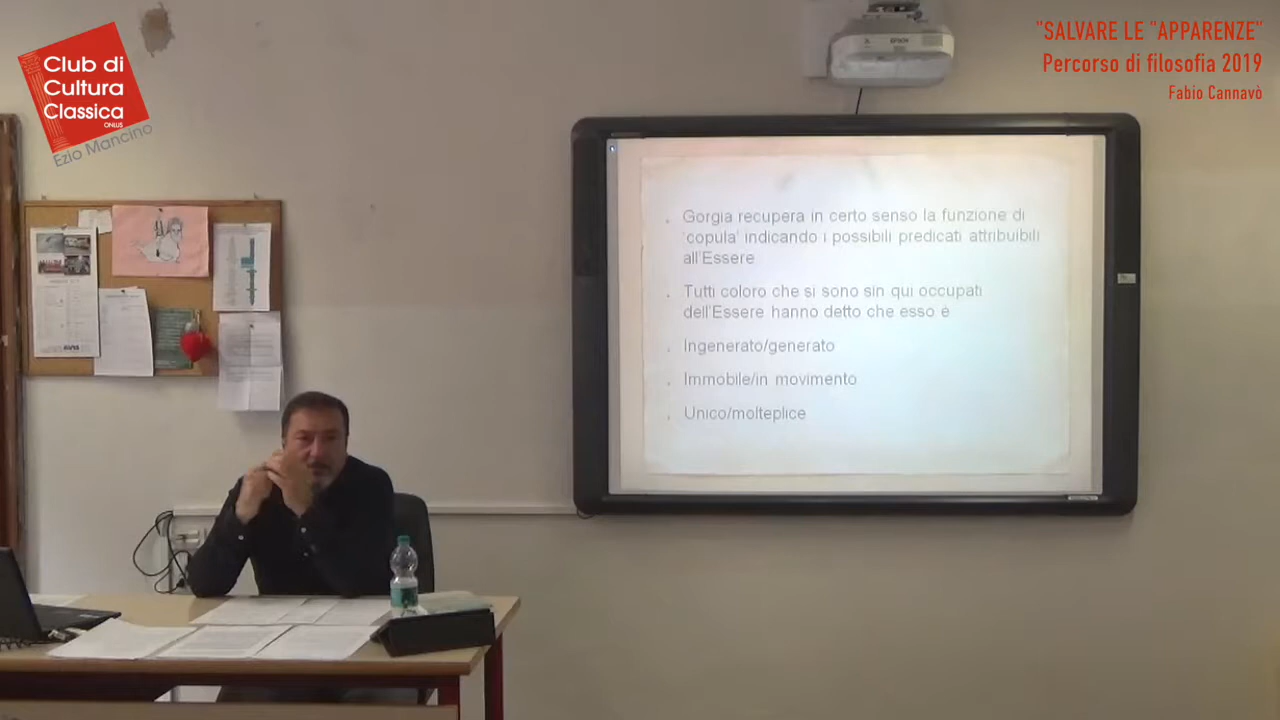 Club di
Cultura
Classica
ONLUS
Ezio Mancino
"SALVARE LE "APPARENZE"
Percorso di filosofia 2019
Fabio Cannavò
EPSON
Gorgia recupera in certo senso la funzione di
'copula' indicando i possibili predicati attribuibili
all'Essere
Tutti coloro che si sono sin qui occupati
dell'Essere hanno detto che esso è
Ingenerato/generato
Immobile/in movimento
Unico/molteplice